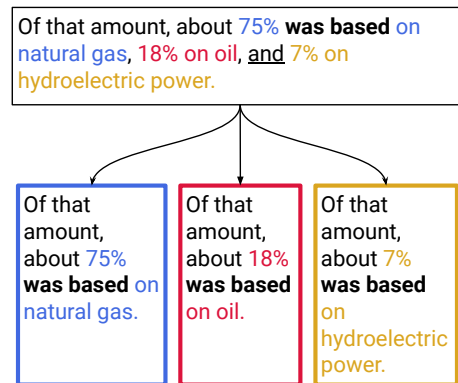 Of that amount, about 75% was based on
natural gas, 18% on oil, and 7% on
hydroelectric power.
Of that
amount,
about 75%
was based on
natural gas.
Of that
amount,
about 18%
was based
on oil.
Of that
amount,
about 7%
was based
on
hydroelectric
power.